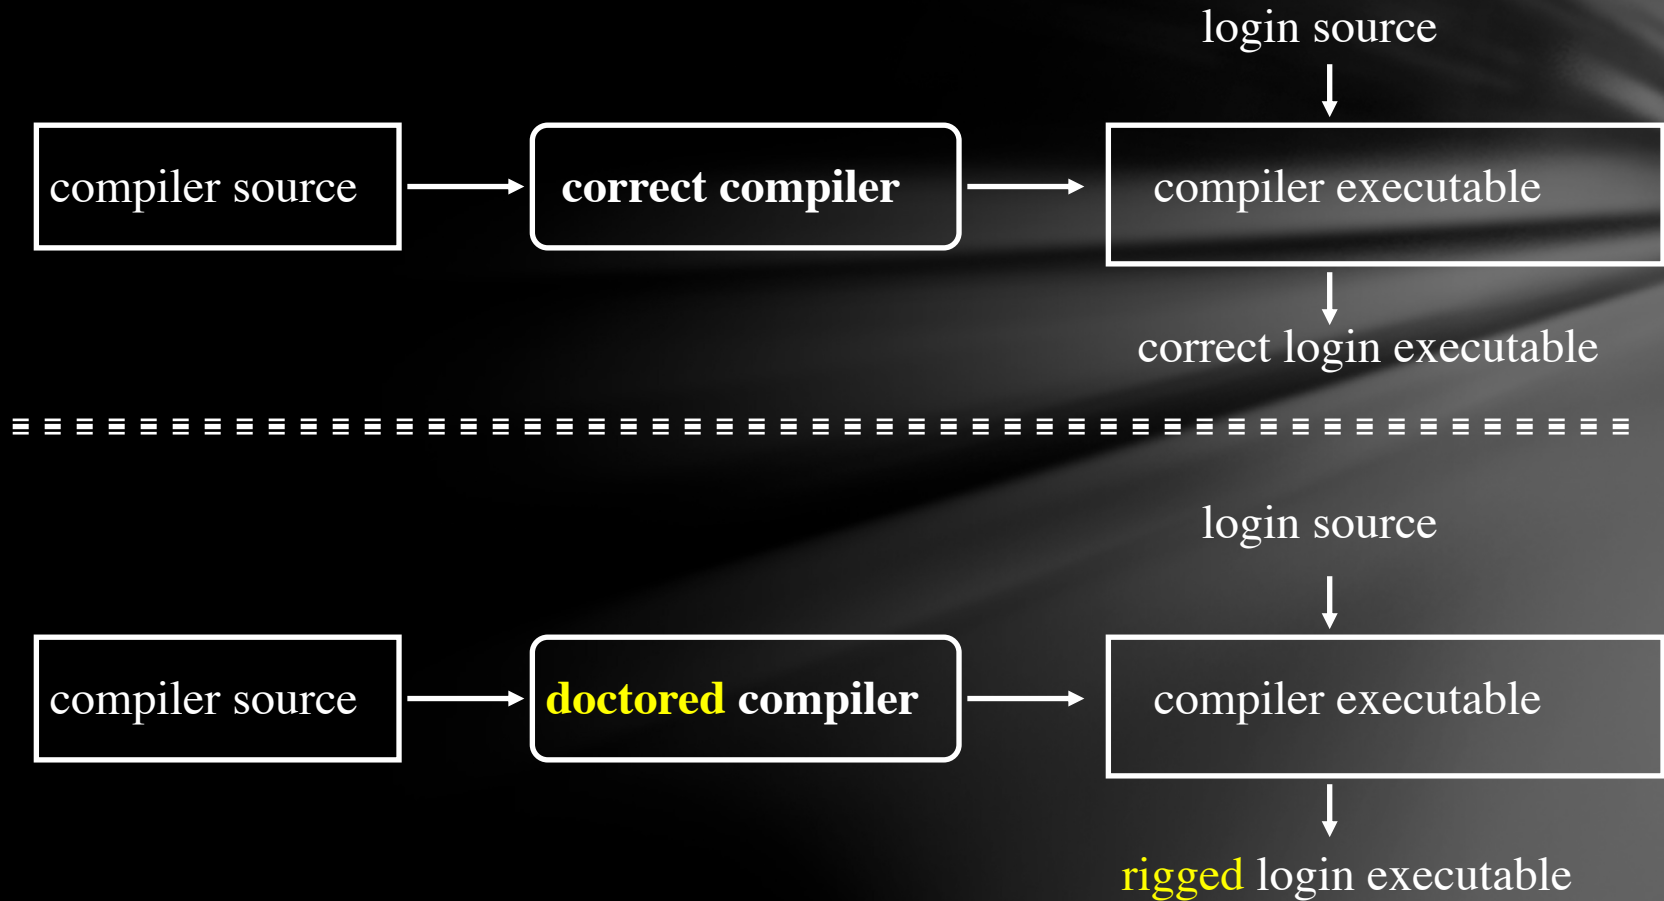 login source
compiler source
correct compiler
compiler executable
correct login executable
login source
compiler source
doctored compiler
compiler executable
rigged login executable